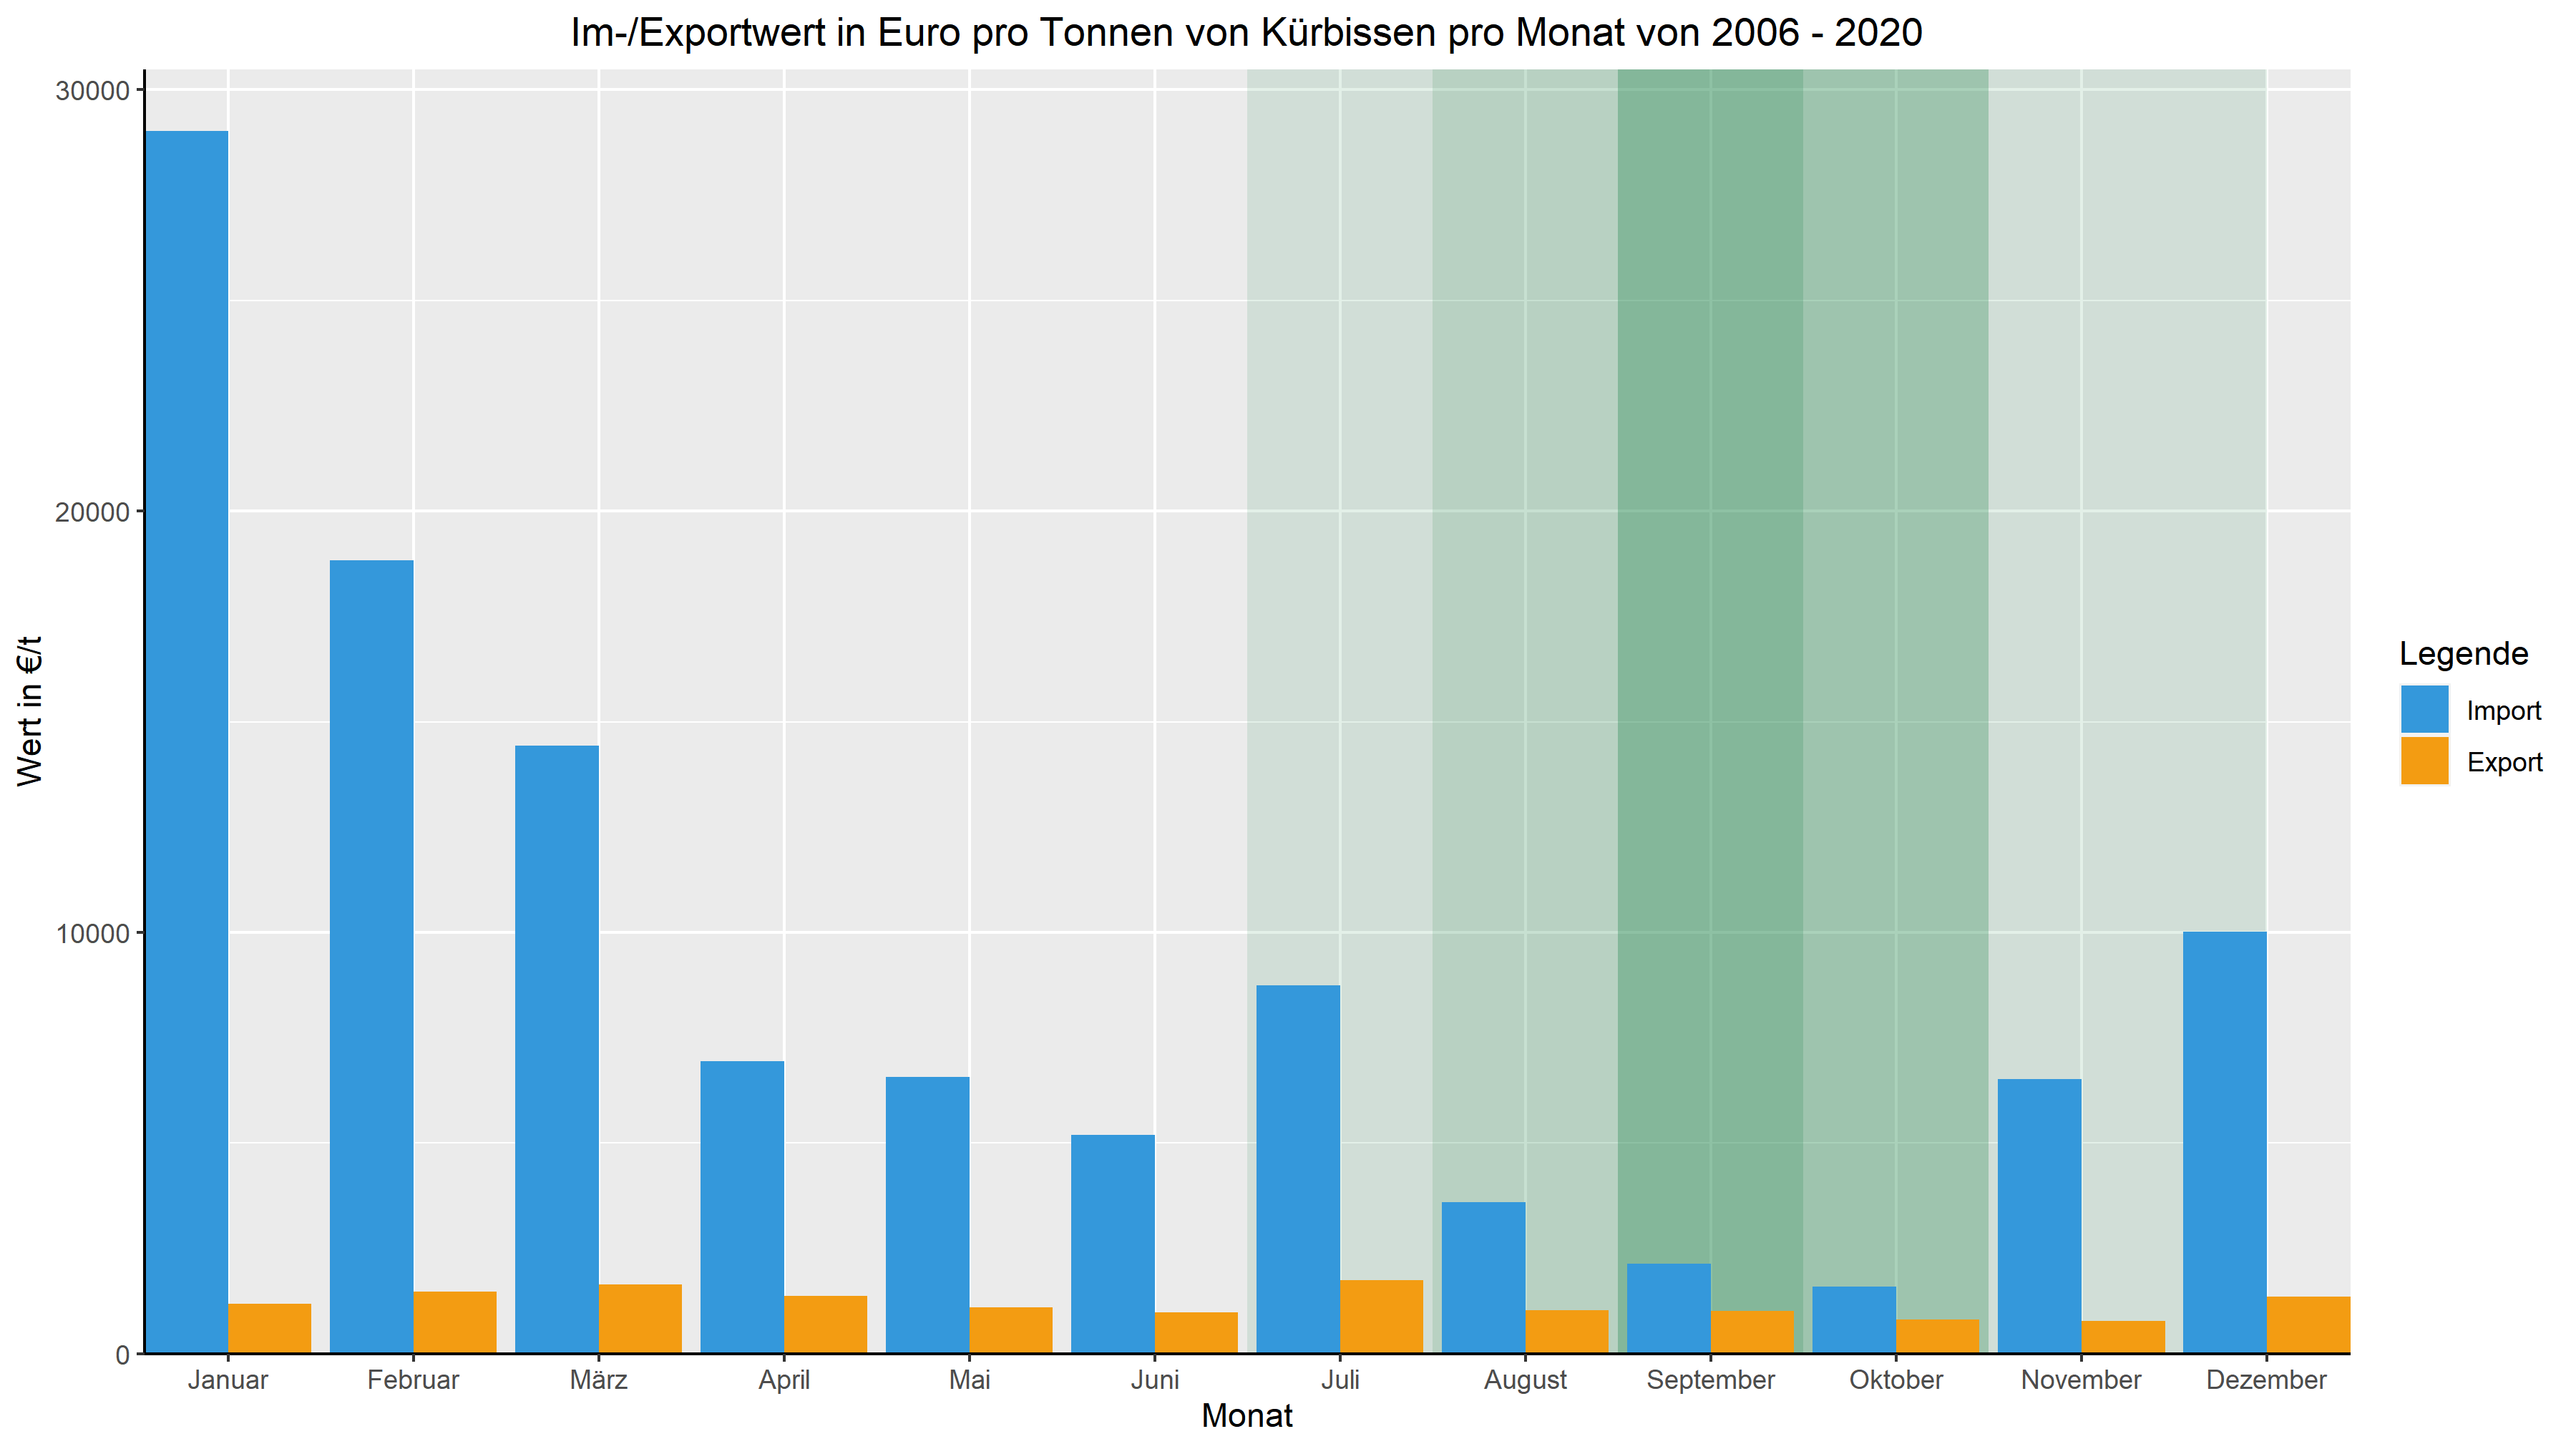 Im-/Exportwert in Euro pro Tonnen von Kürbissen pro Monat von 2006 - 2020
30000
20000
10000
0
Wert in €/t
Januar Februar März April Mai Juni Juli August September Oktober November Dezember
Monat
Legende
Import
Export